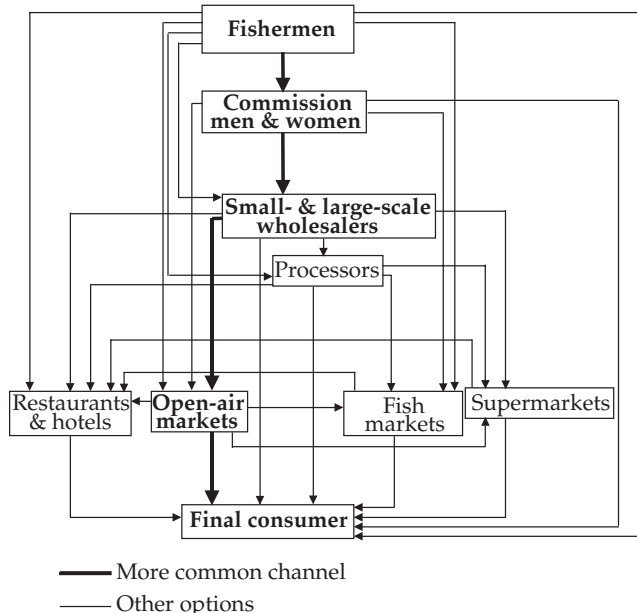 Fishermen
Commission
men & women
Small- & large-scale
wholesalers
Processors
Restaurants
& hotels
Open-air
markets
Fish
markets
Supermarkets
Final consumer
More common channel
Other options